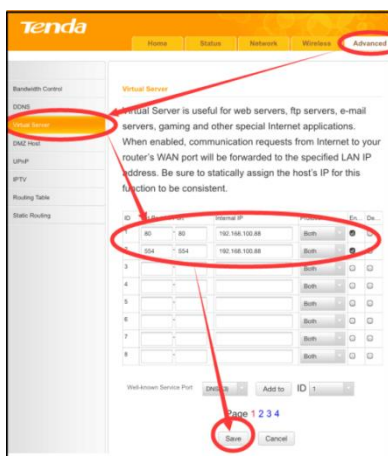 Tenda
Home Status Network Wireless Advanced
Bandwidth Control
DDNS
Virtual Server
DMZ Host
UPnP
IPTV
Routing Table
Static Routing
Virtual Server
Virtual Server is useful for web servers, ftp servers, e-mail
servers, gaming and other special Internet applications.
When enabled, communication requests from Internet to your
router's WAN port will be forwarded to the specified LAN IP
address. Be sure to statically assign the host's IP for this
function to be consistent.
ID Internal IP En... De...
1 80 - 80 192.168.100.88 Both
2 554 - 554 192.168.100.88 Both
3 - Both
4 - Both
5 - Both
6 - Both
7 - Both
8 - Both
Well-known Service Port Add to ID 1
Page 1 2 3 4
Save Cancel